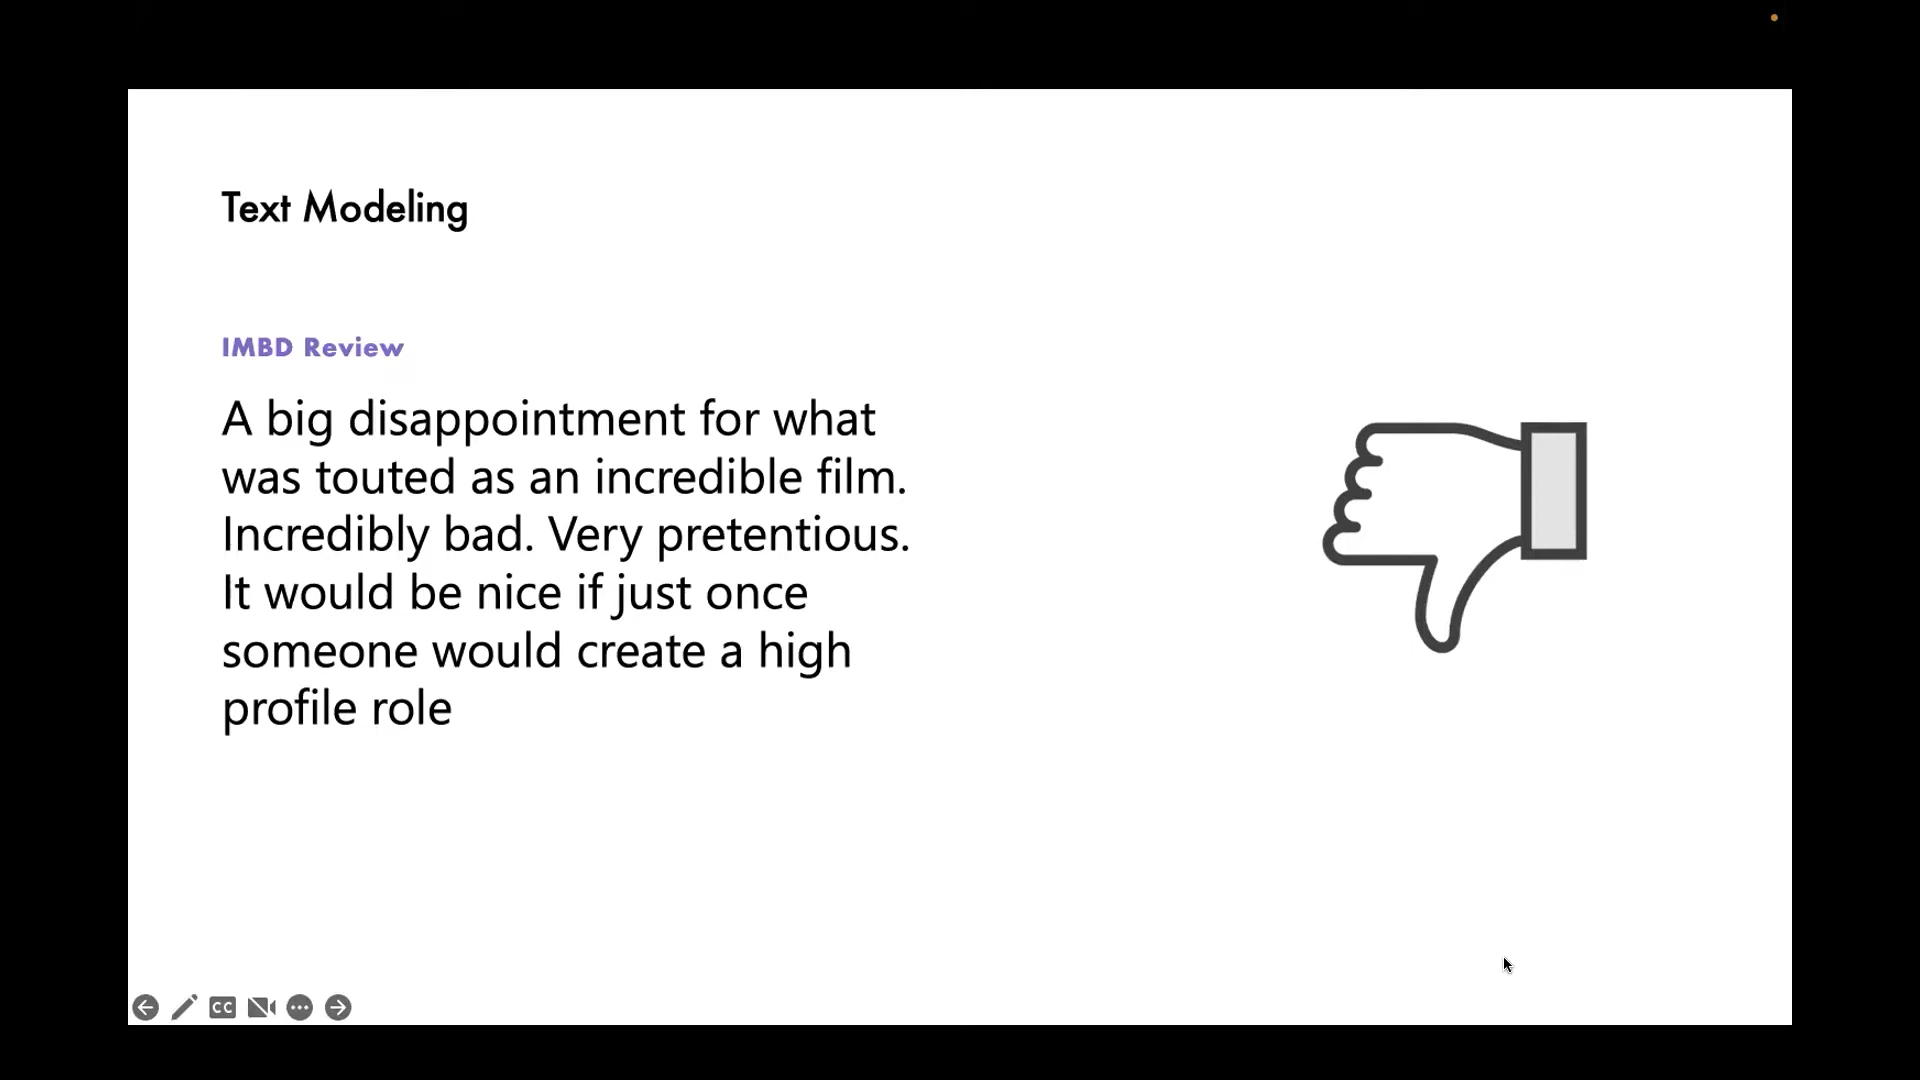 Text Modeling
IMBD Review
A big disappointment for what
was touted as an incredible film.
Incredibly bad. Very pretentious.
It would be nice if just once
someone would create a high
profile role
CC